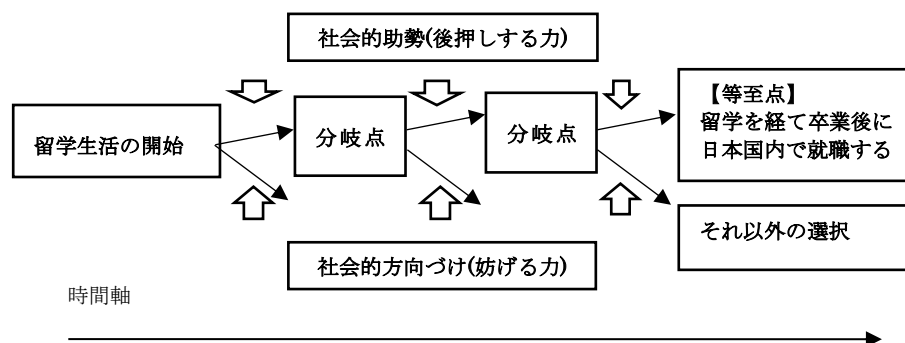 社会的助勢(後押しする力)
留学生活の開始
分岐点
分岐点
【等至点】
留学を経て卒業後に
日本国内で就職する
それ以外の選択
社会的方向づけ(妨げる力)
時間軸